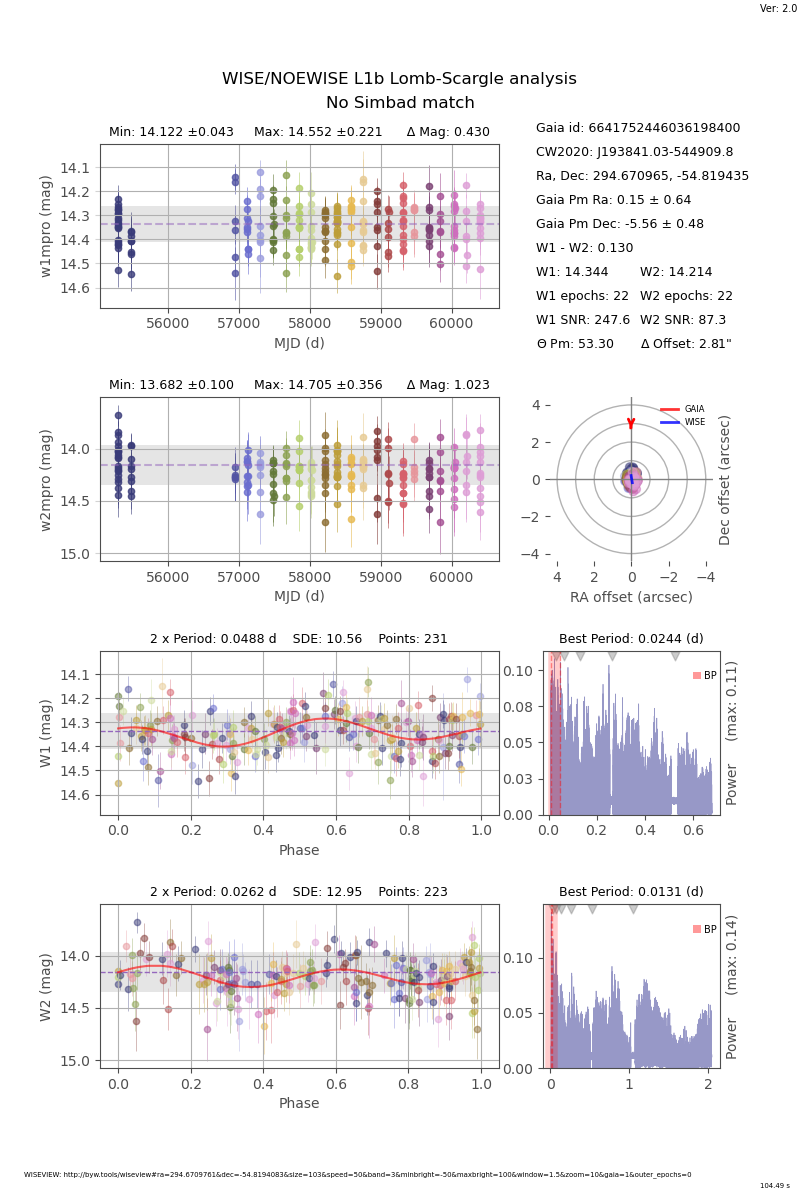 Ver: 2.0
WISE/NOEWISE L1b Lomb-Scargle analysis
No Simbad match
Min: 14.122 ±0.043 Max: 14.552 ±0.221 Δ Mag: 0.430
14.1
14.2
14.3
14.4
14.5
14.6
w1mpro (mag)
56000 57000 58000 59000 60000
MJD (d)
Gaia id: 6641752446036198400
CW2020: J193841.03-544909.8
Ra, Dec: 294.670965, -54.819435
Gaia Pm Ra: 0.15 ± 0.64
Gaia Pm Dec: -5.56 ± 0.48
W1 - W2: 0.130
W1: 14.344 W2: 14.214
W1 epochs: 22 W2 epochs: 22
W1 SNR: 247.6 W2 SNR: 87.3
Θ Pm: 53.30 Δ Offset: 2.81"
Min: 13.682 ±0.100 Max: 14.705 ±0.356 Δ Mag: 1.023
14.0
14.5
15.0
w2mpro (mag)
56000 57000 58000 59000 60000
MJD (d)
GAIA
WISE
4
2
0
−2
−4
4 2 0 −2 −4
RA offset (arcsec)
Dec offset (arcsec)
2 x Period: 0.0488 d SDE: 10.56 Points: 231
14.1
14.2
14.3
14.4
14.5
14.6
W1 (mag)
0.0 0.2 0.4 0.6 0.8 1.0
Phase
Best Period: 0.0244 (d)
BP
0.10
0.08
0.05
0.03
0.00
0.0 0.2 0.4 0.6
Power (max: 0.11)
2 x Period: 0.0262 d SDE: 12.95 Points: 223
14.0
14.5
15.0
W2 (mag)
0.0 0.2 0.4 0.6 0.8 1.0
Phase
Best Period: 0.0131 (d)
BP
0.10
0.05
0.00
0 1 2
Power (max: 0.14)
WISEVIEW: http://byw.tools/wiseview#ra=294.6709761&dec=-54.8194083&size=103&speed=50&band=3&minbright=-50&maxbright=100&window=1.5&zoom=10&gaia=1&outer_epochs=0
104.49 s